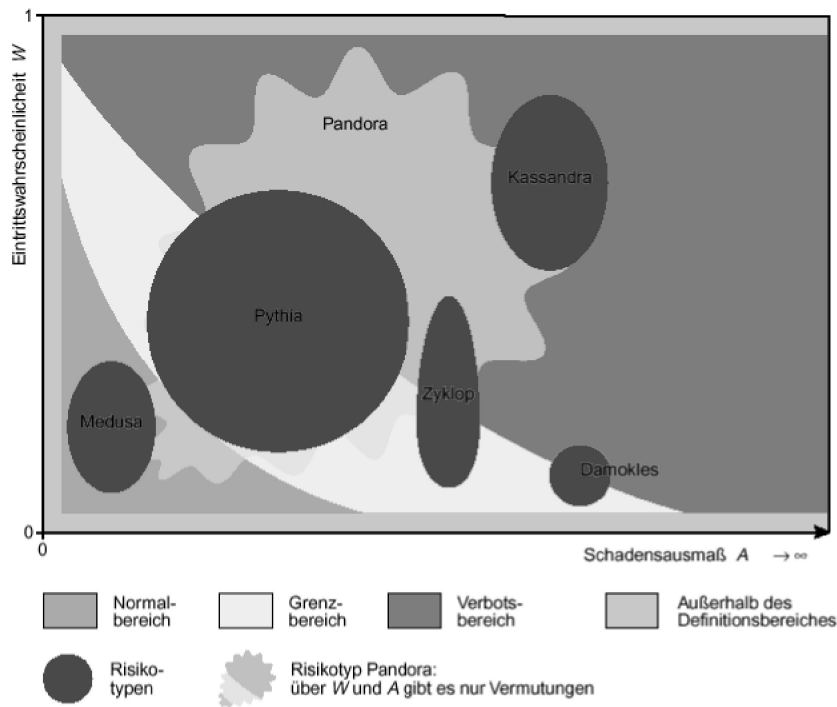 1
Eintrittswahrscheinlicheit W
Pandora
Kassandra
Pythia
Zyklop
Medusa
Damokles
0
0
Schadensausmaß A → ∞
Normal-
bereich
Grenz-
bereich
Verbots-
bereich
Außerhalb des
Definitionsbereiches
Risiko-
typen
Risikotyp Pandora:
über W und A gibt es nur Vermutungen